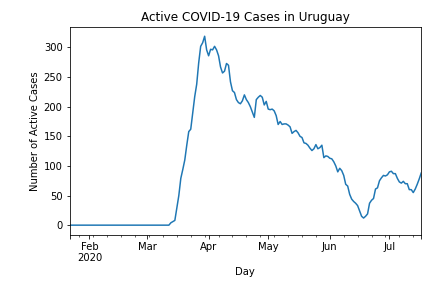 Active COVID-19 Cases in Uruguay
Number of Active Cases
300
250
200
150
100
50
0
Feb Mar Apr May Jun Jul
2020
Day